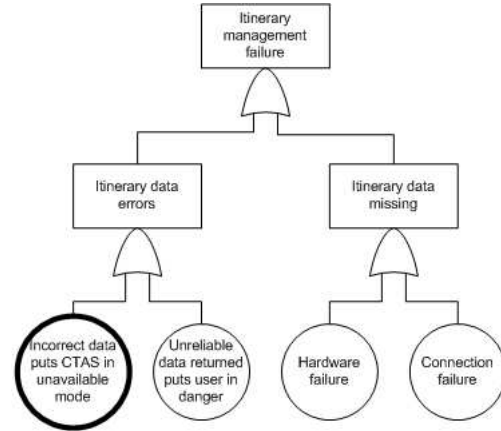 Itinerary
management
failure
Itinerary data
errors
Itinerary data
missing
Incorrect data
puts CTAS in
unavailable
mode
Unreliable
data returned
puts user in
danger
Hardware
failure
Connection
failure